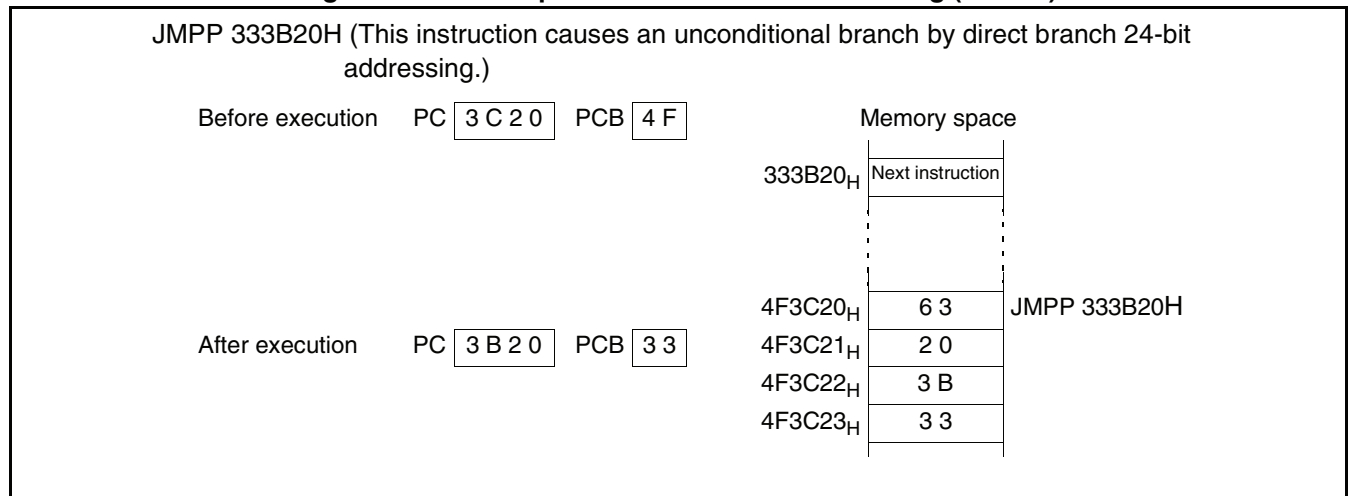 JMPP 333B20H (This instruction causes an unconditional branch by direct branch 24-bit
addressing.)
Before execution PC 3 C 2 0 PCB 4 F Memory space
333B20H Next instruction
4F3C20H 6 3 JMPP 333B20H
After execution PC 3 B 2 0 PCB 3 3 4F3C21H 2 0
4F3C22H 3 B
4F3C23H 3 3